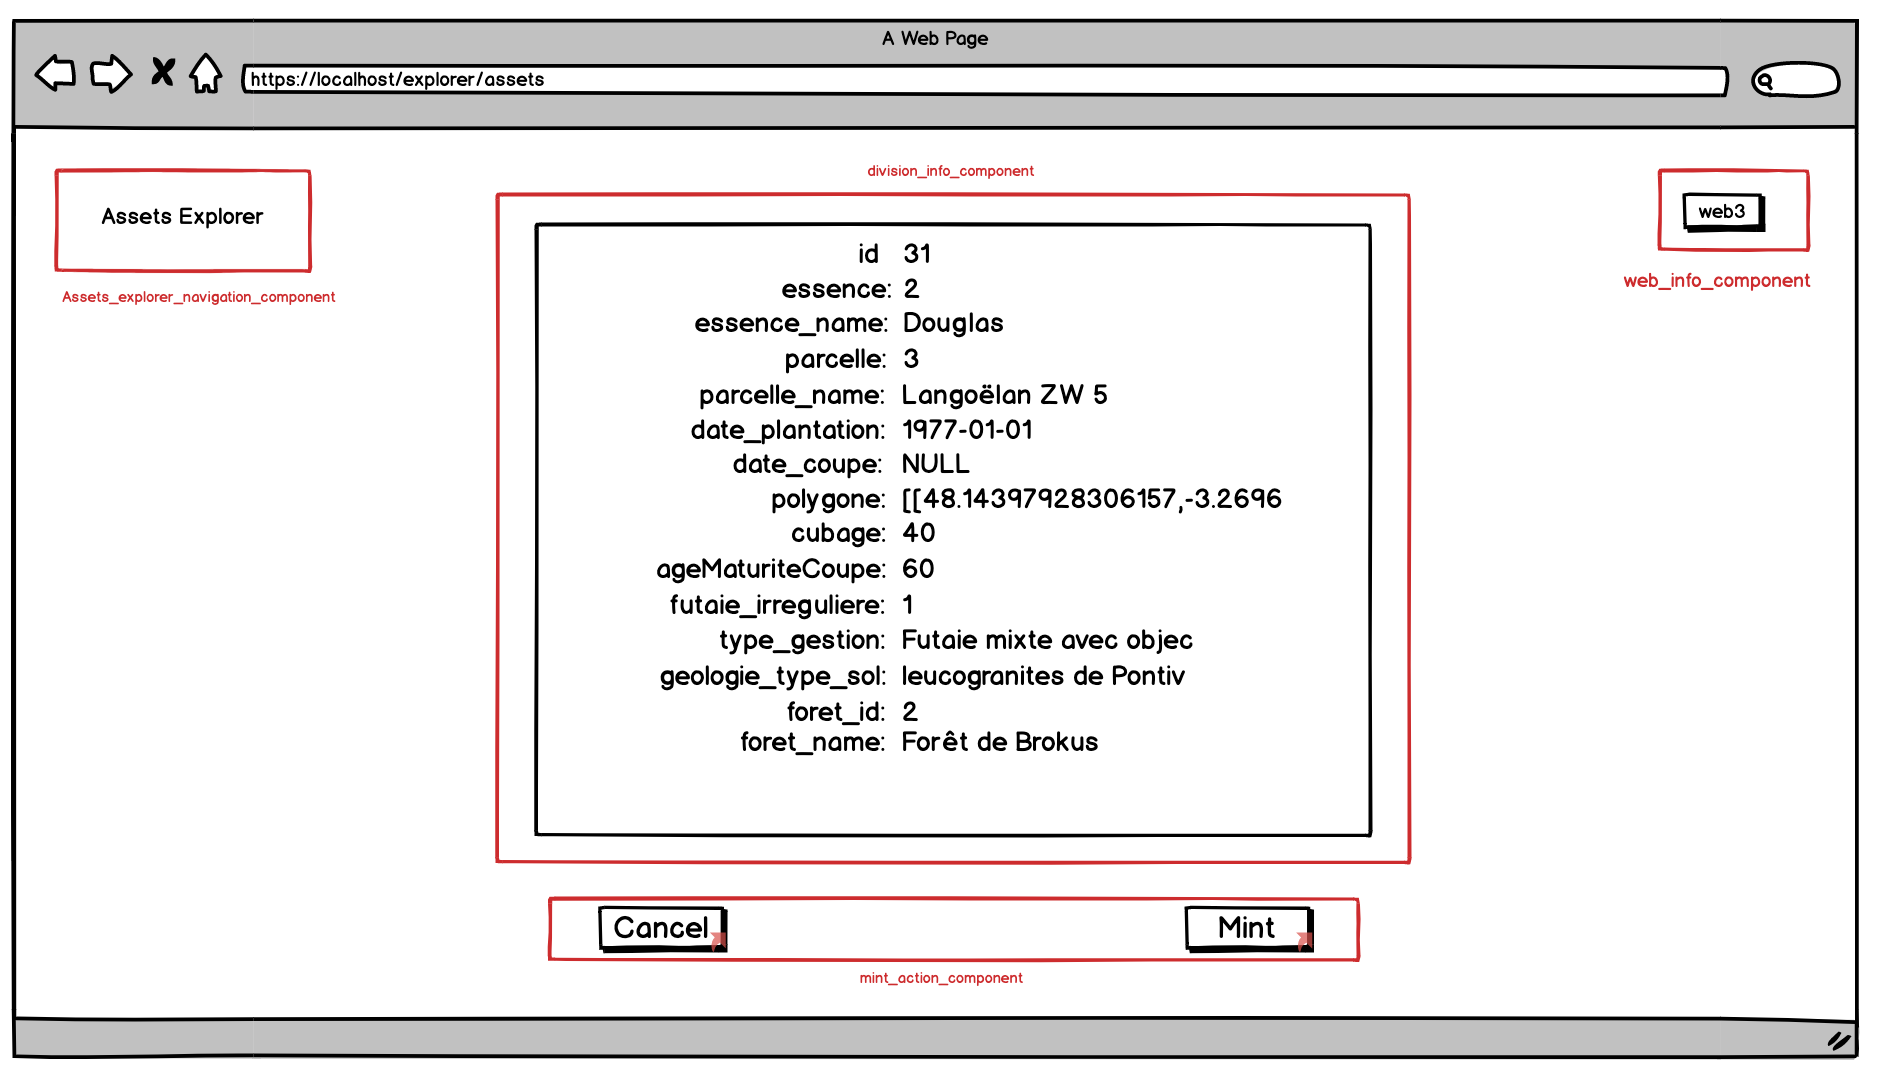 A Web Page
https://localhost/explorer/assets
Assets Explorer
Assets_explorer_navigation_component
division_info_component
web3
web_info_component
id 31
essence: 2
essence_name: Douglas
parcelle: 3
parcelle_name: Langoëlan ZW 5
date_plantation: 1977-01-01
date_coupe: NULL
polygone: [[48.14397928306157,-3.2696
cubage: 40
ageMaturiteCoupe: 60
futaie_irreguliere: 1
type_gestion: Futaie mixte avec objec
geologie_type_sol: leucogranites de Pontiv
foret_id: 2
foret_name: Forêt de Brokus
Cancel Mint
mint_action_component